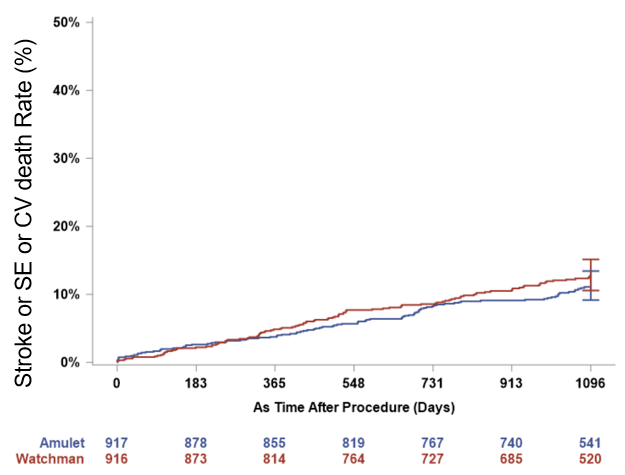 Stroke or SE or CV death Rate (%)
50%
40%
30%
20%
10%
0%
0 183 365 548 731 913 1096
As Time After Procedure (Days)
Amulet 917 878 855 819 767 740 541
Watchman 916 873 814 764 727 685 520